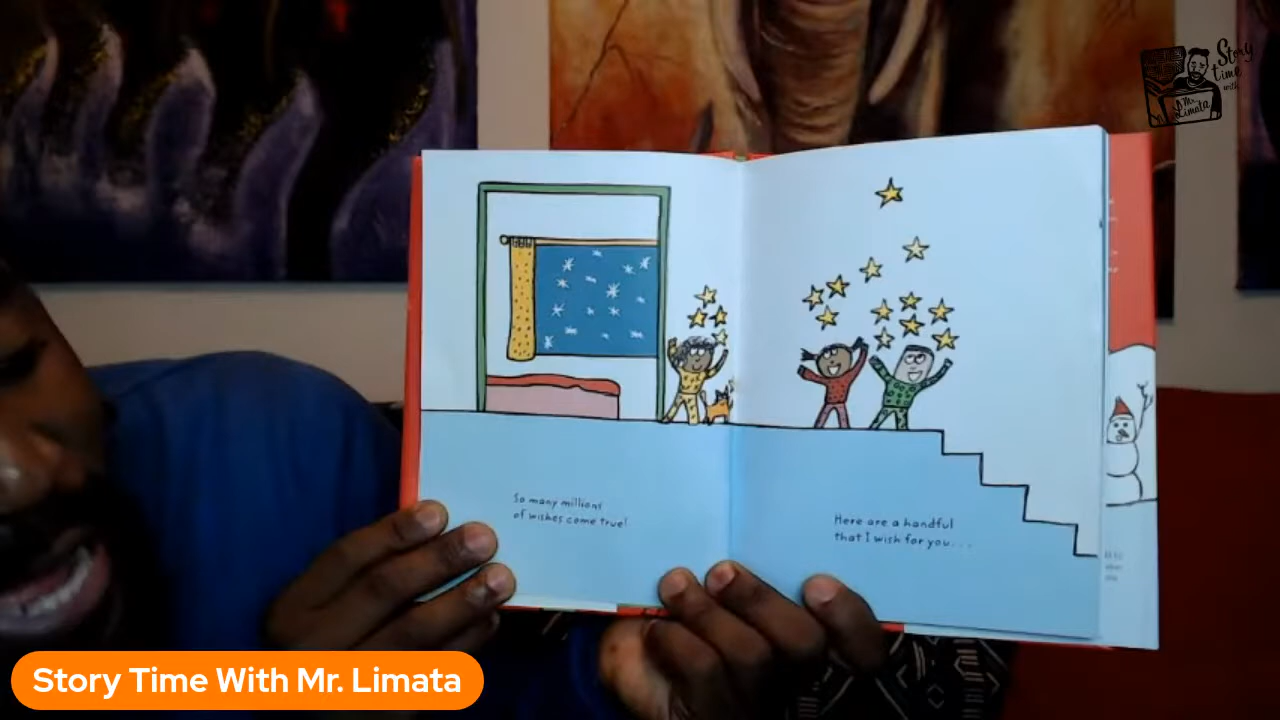 Story
time
with
Mr.
Limata
So many millions
of wishes come true!
Here are a handful
that I wish for you...
Story Time With Mr. Limata